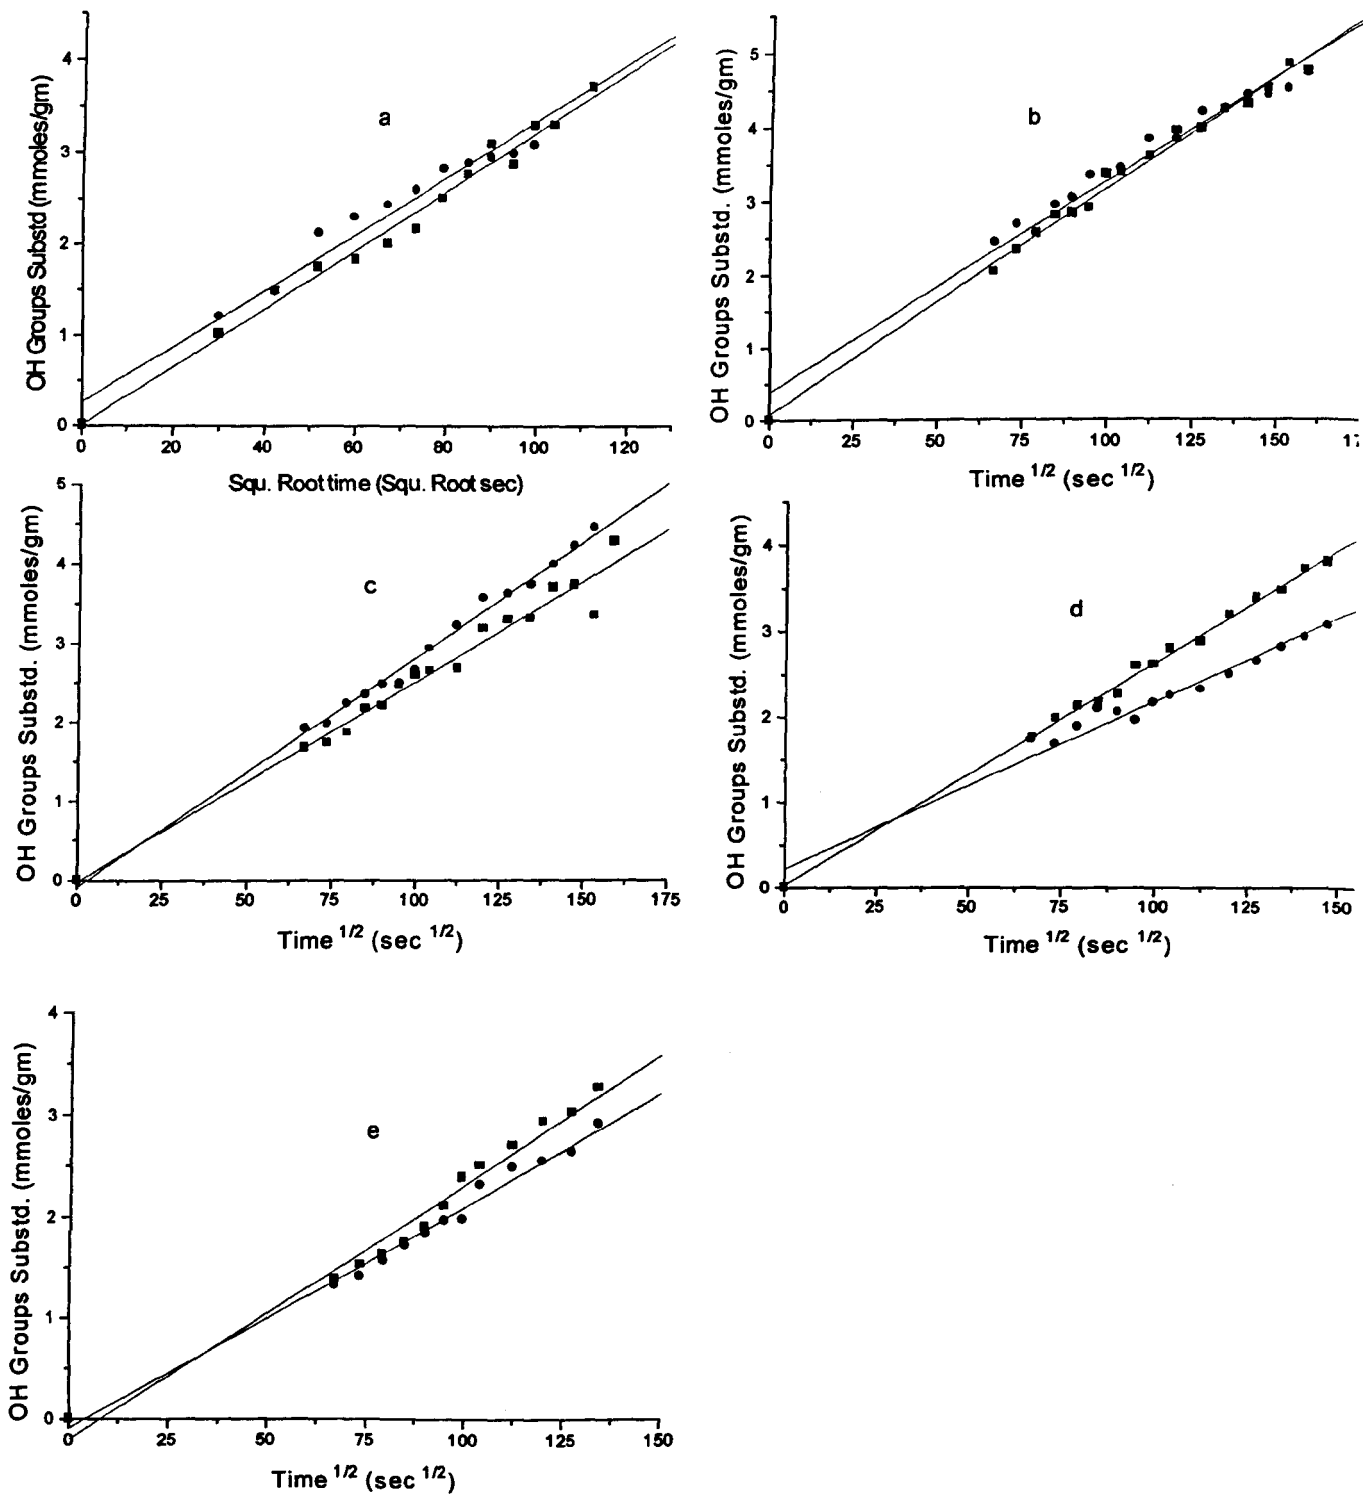 OH Groups Substd (mmoles/gm)
4
3
2
1
0
a
0 20 40 60 80 100 120
Squ. Root time (Squ. Root sec)
OH Groups Substd. (mmoles/gm)
5
4
3
2
1
0
b
0 25 50 75 100 125 150
Time 1/2 (sec 1/2)
OH Groups Substd. (mmoles/gm)
5
4
3
2
1
0
c
0 25 50 75 100 125 150 175
Time 1/2 (sec 1/2)
OH Groups Substd. (mmoles/gm)
4
3
2
1
0
d
0 25 50 75 100 125 150
Time 1/2 (sec 1/2)
OH Groups Substd. (mmoles/gm)
4
3
2
1
0
e
0 25 50 75 100 125 150
Time 1/2 (sec 1/2)